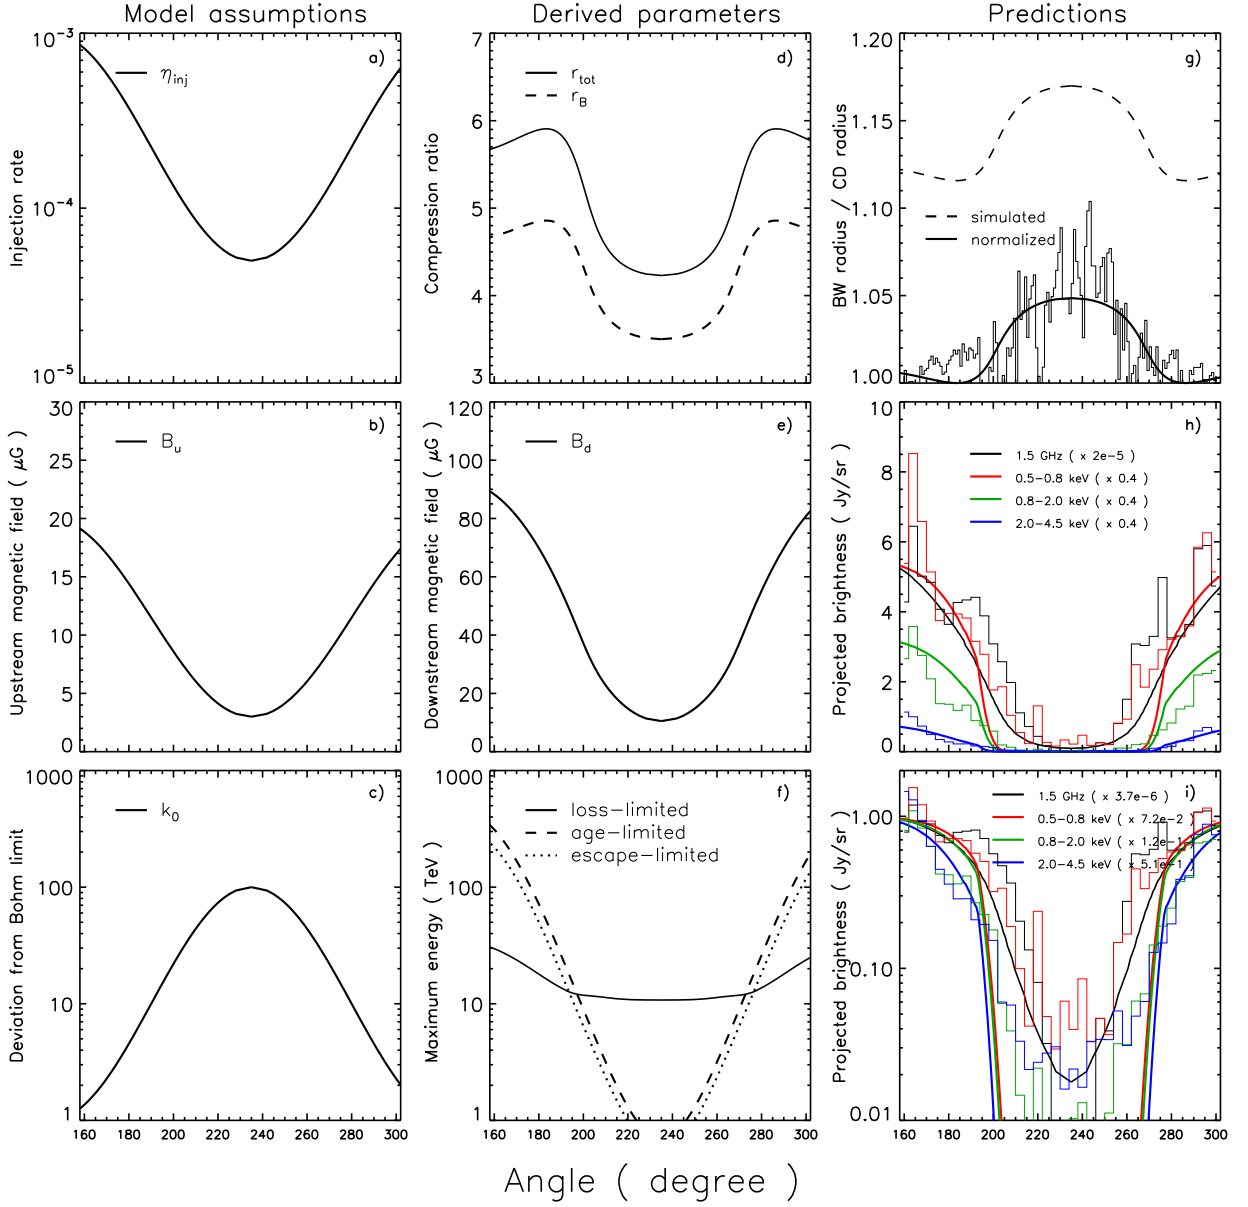 Model assumptions
Derived parameters
Predictions
a)
η_inj
Injection rate
10^-3
10^-4
10^-5
d)
r_tot
r_B
Compression ratio
7
6
5
4
3
g)
simulated
normalized
BW radius / CD radius
1.20
1.15
1.10
1.05
1.00
b)
B_u
Upstream magnetic field ( μG )
30
25
20
15
10
5
0
e)
B_d
Downstream magnetic field ( μG )
120
100
80
60
40
20
0
h)
1.5 GHz ( x 2e-5 )
0.5-0.8 keV ( x 0.4 )
0.8-2.0 keV ( x 0.4 )
2.0-4.5 keV ( x 0.4 )
Projected brightness ( Jy/sr )
10
8
6
4
2
0
c)
k_0
Deviation from Bohm limit
1000
100
10
1
160 180 200 220 240 260 280 300
f)
loss-limited
age-limited
escape-limited
Maximum energy ( TeV )
1000
100
10
1
160 180 200 220 240 260 280 300
i)
1.5 GHz ( x 3.7e-6 )
0.5-0.8 keV ( x 7.2e-2 )
0.8-2.0 keV ( x 1.2e-1 )
2.0-4.5 keV ( x 5.1e-1 )
Projected brightness ( Jy/sr )
1.00
0.10
0.01
160 180 200 220 240 260 280 300
Angle ( degree )